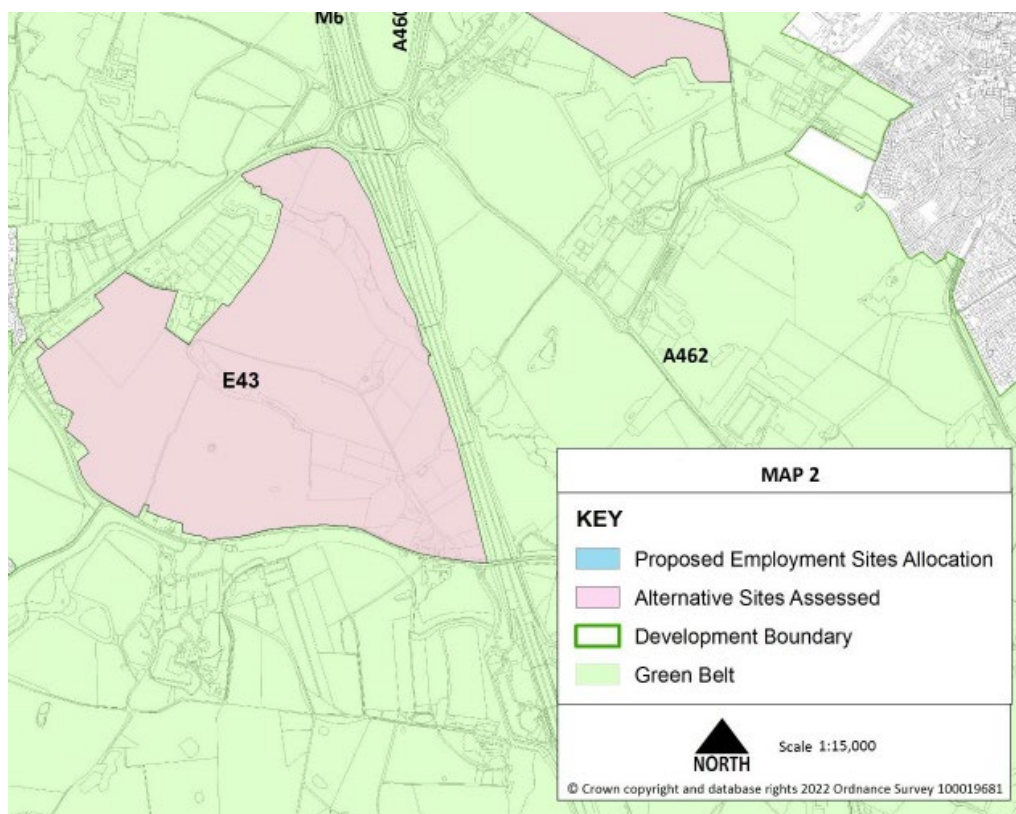 M6
A460
E43
A462
MAP 2
KEY
Proposed Employment Sites Allocation
Alternative Sites Assessed
Development Boundary
Green Belt
NORTH
Scale 1:15,000
© Crown copyright and database rights 2022 Ordnance Survey 100019681